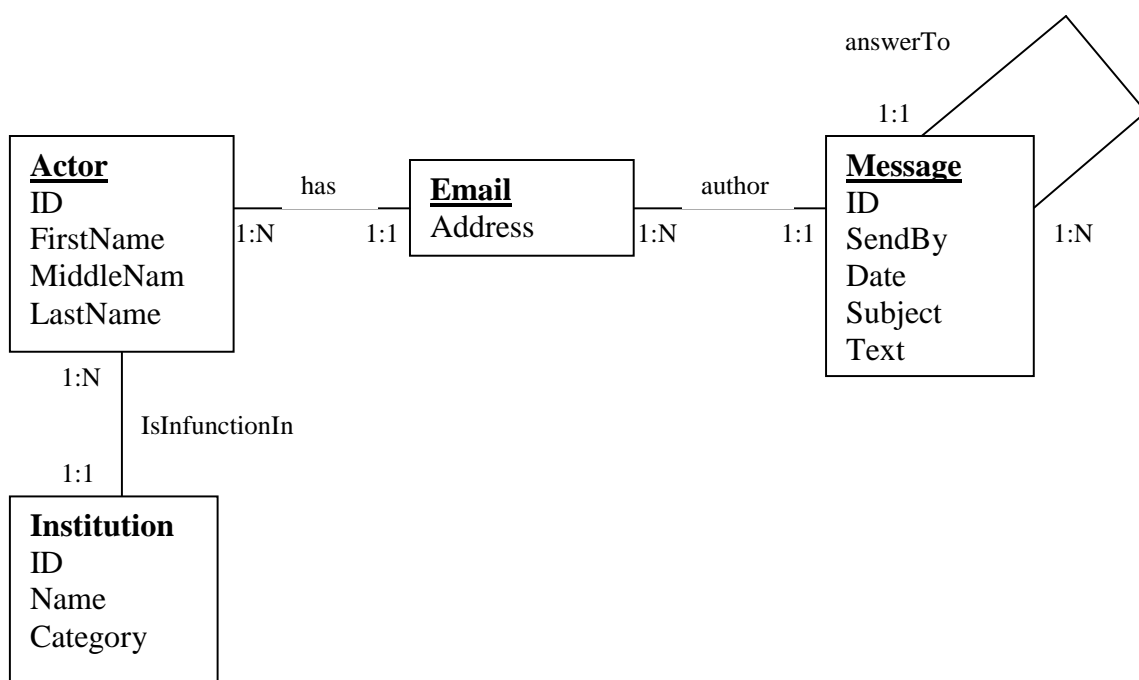 answerTo
1:1
Actor
ID
FirstName
MiddleNam
LastName
has
1:N
1:1
Email
Address
author
1:N
1:1
Message
ID
SendBy
Date
Subject
Text
1:N
1:N
IsInfunctionIn
1:1
Institution
ID
Name
Category